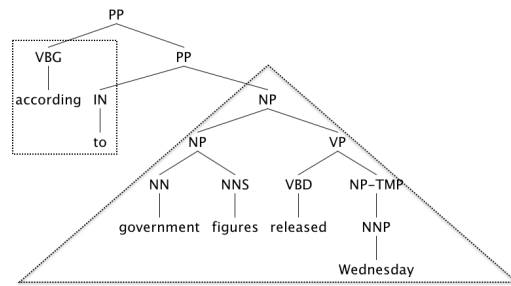 PP
VBG PP
according IN NP
to NP VP
NN NNS VBD NP-TMP
government figures released NNP
Wednesday